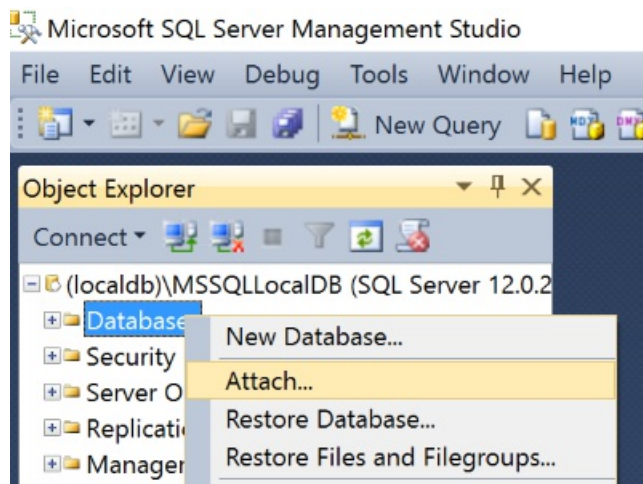 Microsoft SQL Server Management Studio
File Edit View Debug Tools Window Help
New Query
Object Explorer
Connect
(localdb)\MSSQLLocalDB (SQL Server 12.0.2
Database
New Database...
Security
Attach...
Server O
Restore Database...
Replicati
Restore Files and Filegroups...
Manager